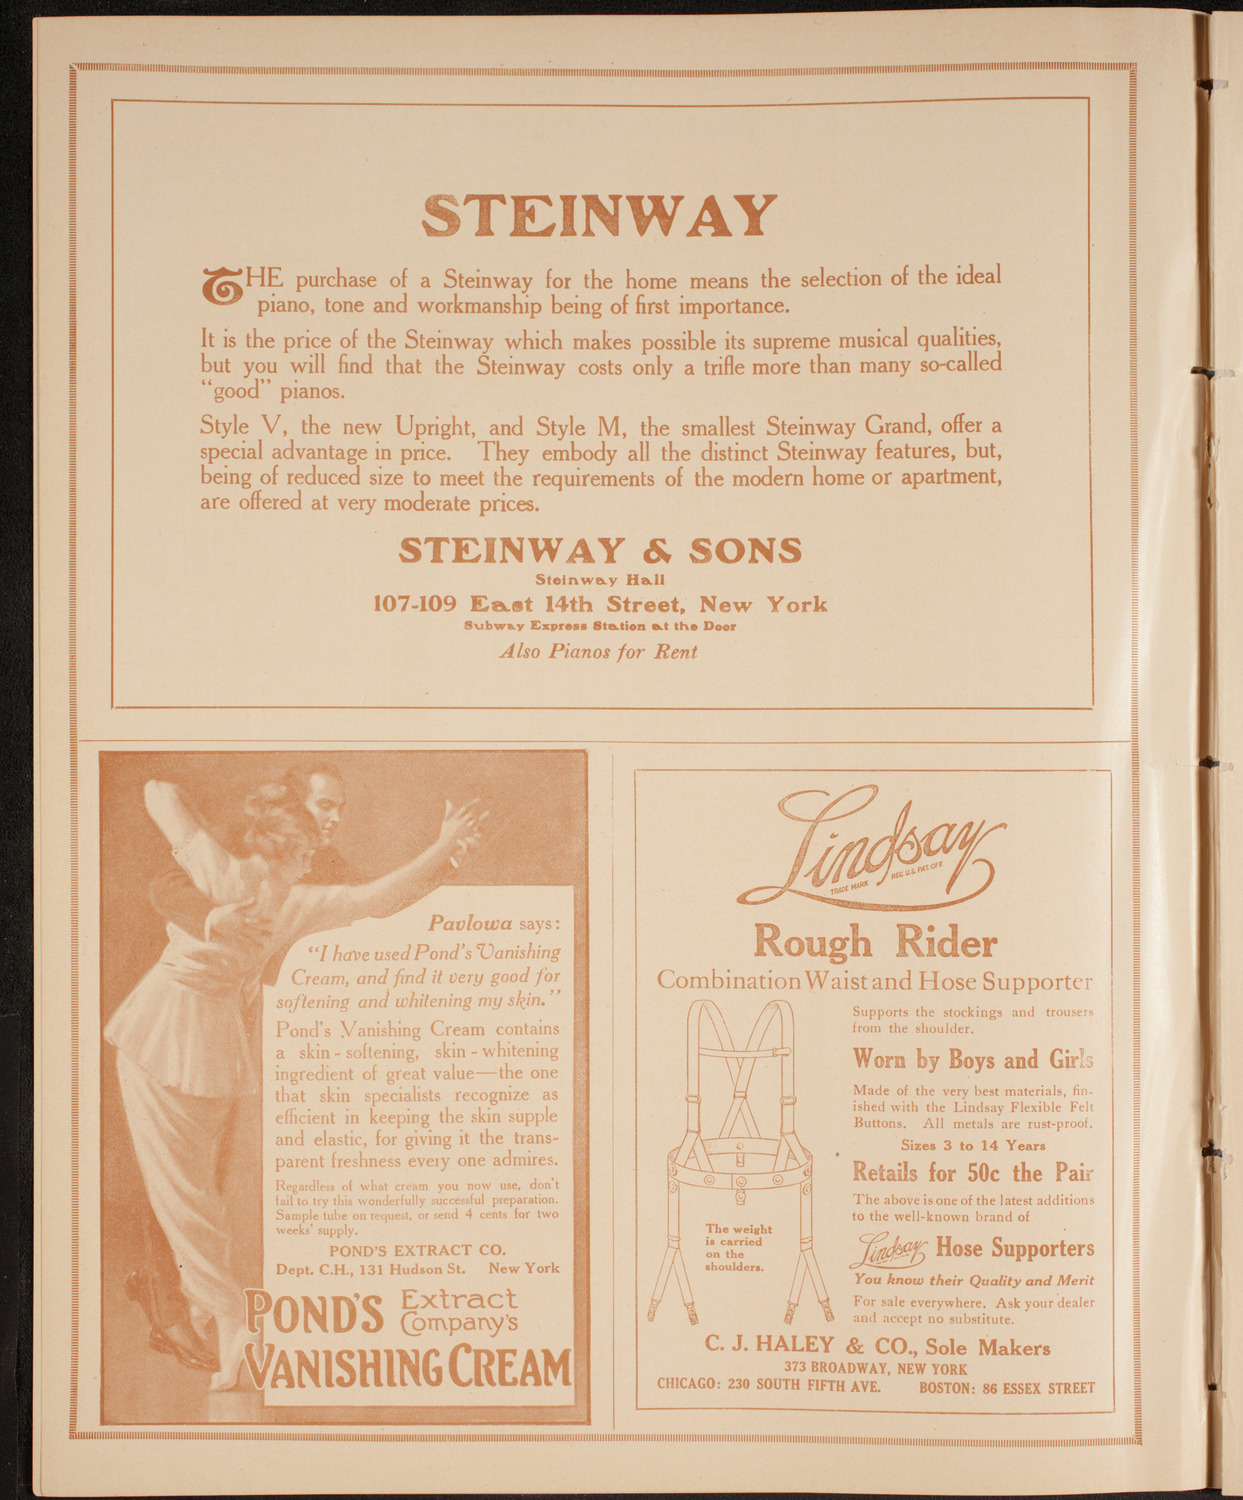 STEINWAY
THE purchase of a Steinway for the home means the selection of the ideal
piano, tone and workmanship being of first importance.
It is the price of the Steinway which makes possible its supreme musical qualities,
but you will find that the Steinway costs only a trifle more than many so-called
"good" pianos.
Style V, the new Upright, and Style M, the smallest Steinway Grand, offer a
special advantage in price. They embody all the distinct Steinway features, but,
being of reduced size to meet the requirements of the modern home or apartment,
are offered at very moderate prices.
STEINWAY & SONS
Steinway Hall
107-109 East 14th Street, New York
Subway Express Station at the Door
Also Pianos for Rent
Pavlowa says:
"I have used Pond's Vanishing
Cream, and find it very good for
softening and whitening my skin."
Pond's Vanishing Cream contains
a skin-softening, skin-whitening
ingredient of great value—the one
that skin specialists recognize as
efficient in keeping the skin supple
and elastic, for giving it the trans-
parent freshness every one admires.
Regardless of what cream you now use, don't
fail to try this wonderfully successful preparation.
Sample tube on request, or send 4 cents for two
weeks' supply.
POND'S EXTRACT CO.
Dept. C.H., 131 Hudson St. New York
POND'S Extract
Company's
VANISHING CREAM
Lindsay
TRADE MARK REG. U.S. PAT. OFF.
Rough Rider
Combination Waist and Hose Supporter
Supports the stockings and trousers
from the shoulder.
Worn by Boys and Girls
Made of the very best materials, fin-
ished with the Lindsay Flexible Felt
Buttons. All metals are rust-proof.
Sizes 3 to 14 Years
Retails for 50c the Pair
The above is one of the latest additions
to the well-known brand of
Lindsay Hose Supporters
You know their Quality and Merit
For sale everywhere. Ask your dealer
and accept no substitute.
The weight
is carried
on the
shoulders.
C. J. HALEY & CO., Sole Makers
373 BROADWAY, NEW YORK
CHICAGO: 230 SOUTH FIFTH AVE. BOSTON: 86 ESSEX STREET